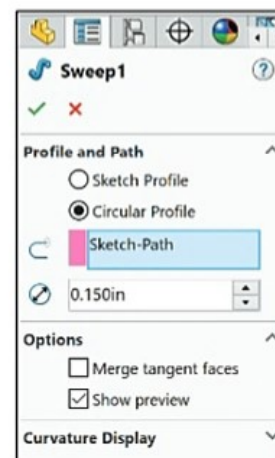 Sweep1
Profile and Path
Sketch Profile
Circular Profile
Sketch-Path
0.150in
Options
Merge tangent faces
Show preview
Curvature Display